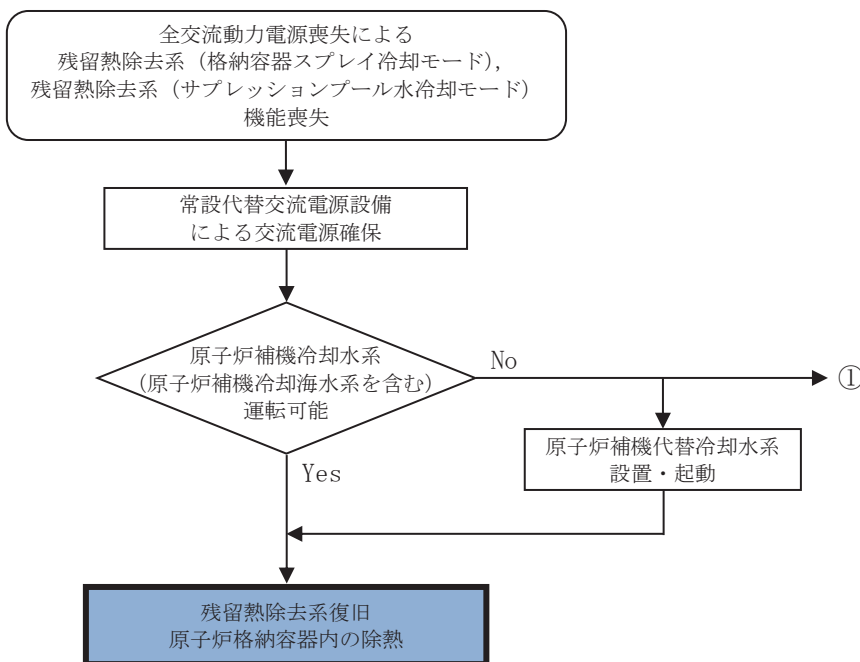 全交流動力電源喪失による
残留熱除去系（格納容器スプレイ冷却モード），
残留熱除去系（サプレッションプール水冷却モード）
機能喪失
常設代替交流電源設備
による交流電源確保
原子炉補機冷却水系
（原子炉補機冷却海水系を含む）
運転可能
No
①
原子炉補機代替冷却水系
設置・起動
Yes
残留熱除去系復旧
原子炉格納容器内の除熱